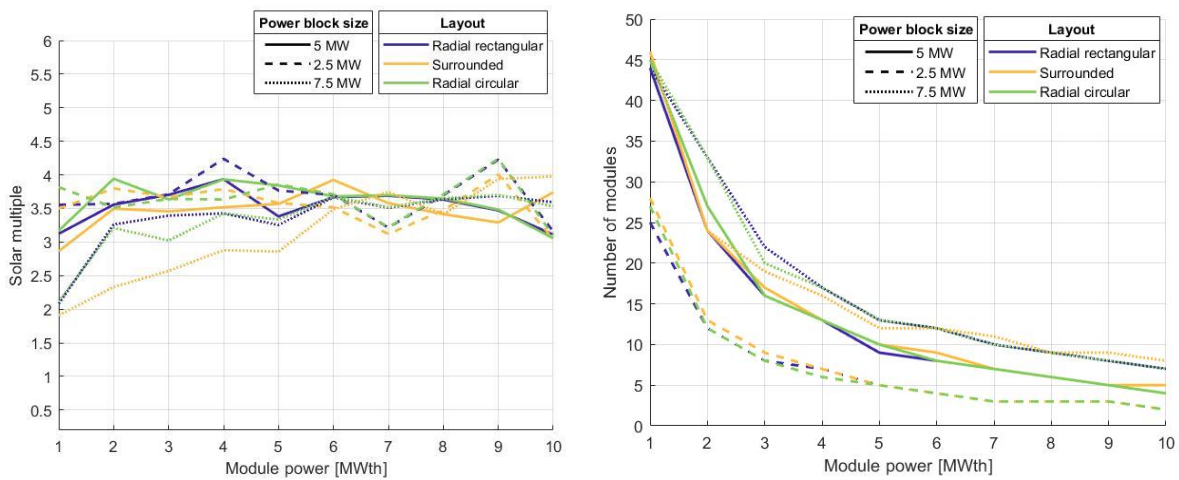 Power block size
5 MW
2.5 MW
7.5 MW
Layout
Radial rectangular
Surrounded
Radial circular
6
5.5
5
4.5
4
3.5
3
2.5
2
1.5
1
0.5
Solar multiple
1 2 3 4 5 6 7 8 9 10
Module power [MWth]
Power block size
5 MW
2.5 MW
7.5 MW
Layout
Radial rectangular
Surrounded
Radial circular
50
45
40
35
30
25
20
15
10
5
0
Number of modules
1 2 3 4 5 6 7 8 9 10
Module power [MWth]